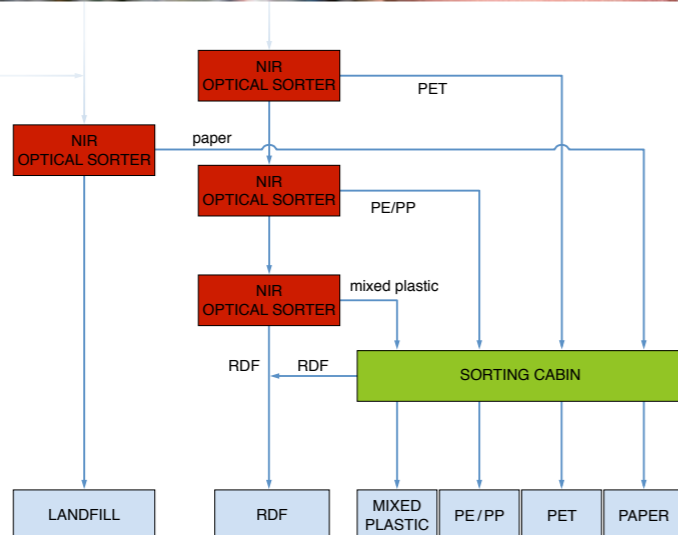 NIR
OPTICAL SORTER
PET
NIR
OPTICAL SORTER
paper
NIR
OPTICAL SORTER
PE/PP
NIR
OPTICAL SORTER
mixed plastic
RDF
RDF
SORTING CABIN
LANDFILL
RDF
MIXED
PLASTIC
PE/PP
PET
PAPER